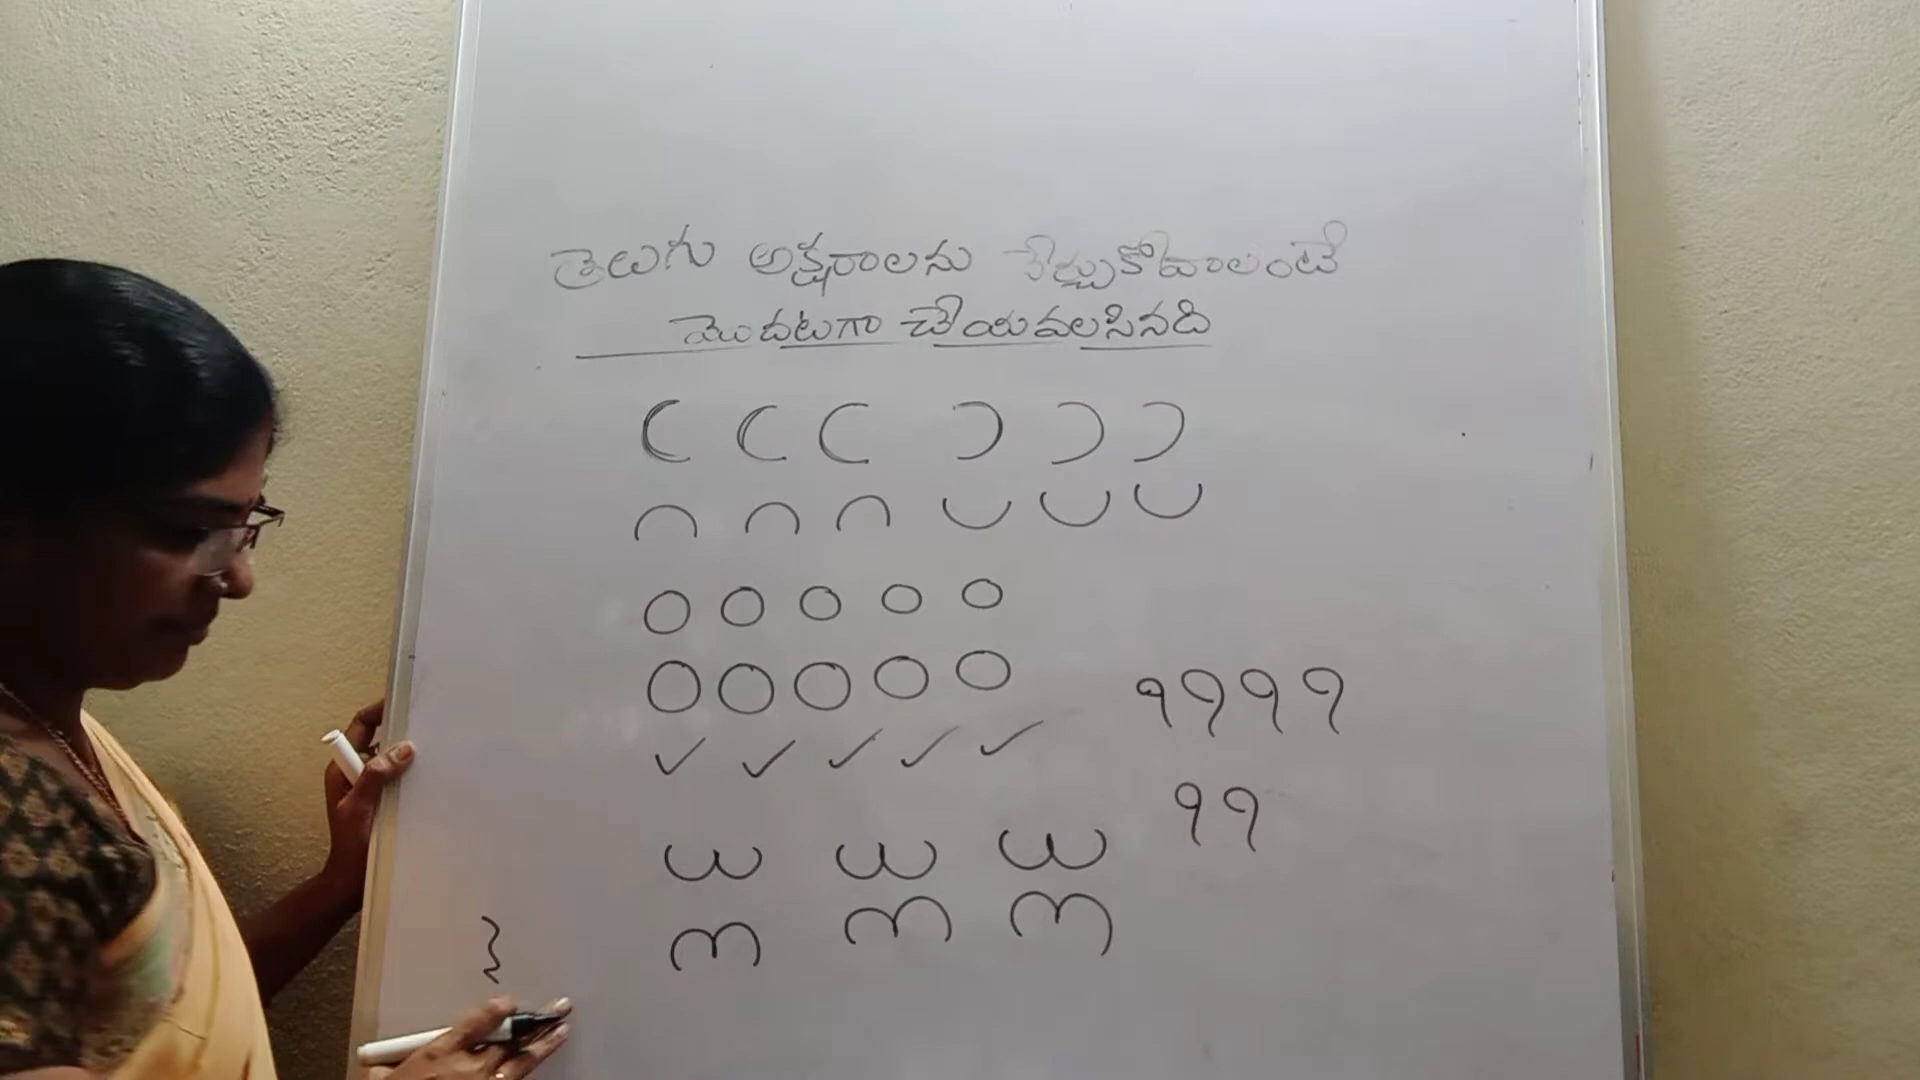 తెలుగు అక్షరాలను నేర్చుకోవాలంటే
మొదటగా చేయవలసినది